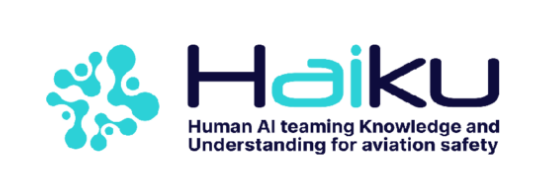 Haiku
Human AI teaming Knowledge and
Understanding for aviation safety